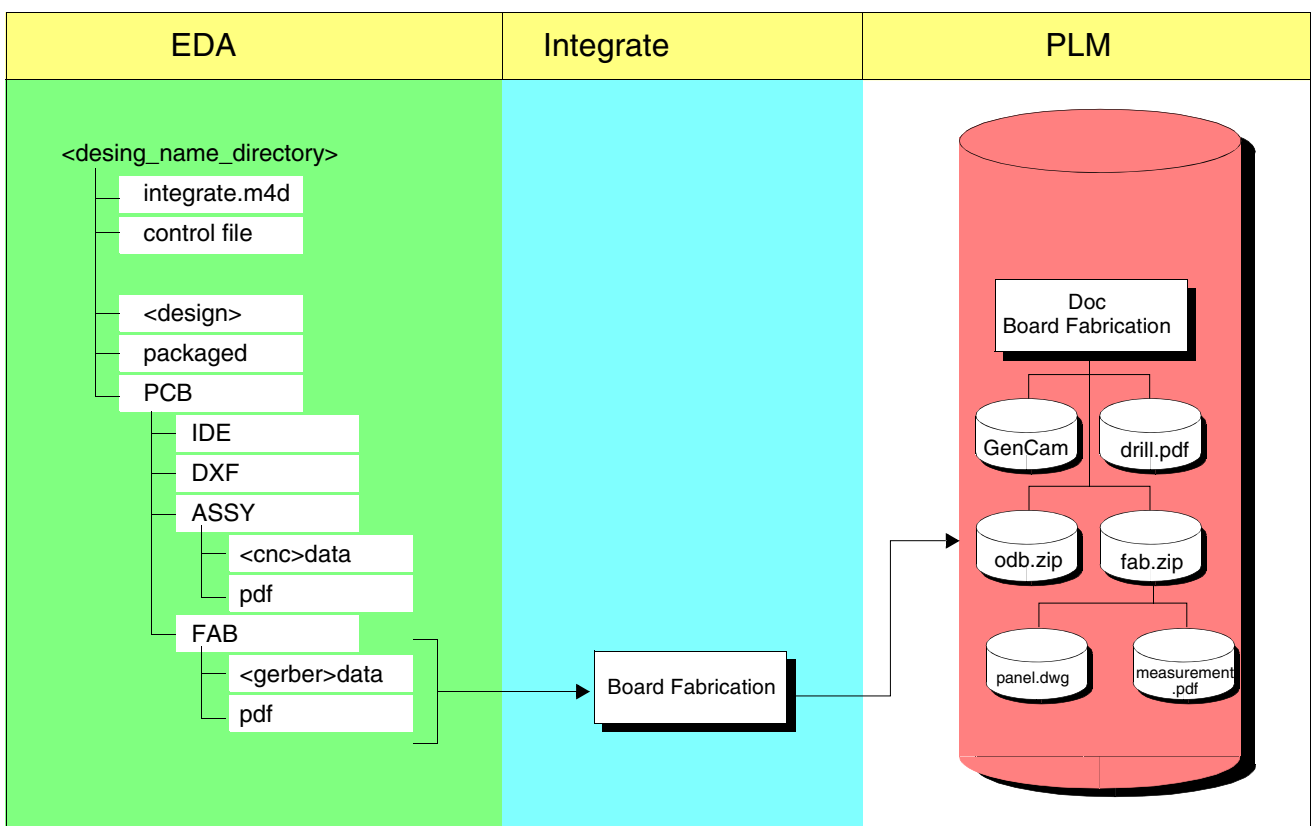 EDA
Integrate
PLM
<desing_name_directory>
integrate.m4d
control file
<design>
packaged
PCB
IDE
DXF
ASSY
<cnc>data
pdf
FAB
<gerber>data
pdf
Board Fabrication
Doc
Board Fabrication
GenCam
drill.pdf
odb.zip
fab.zip
panel.dwg
measurement
.pdf